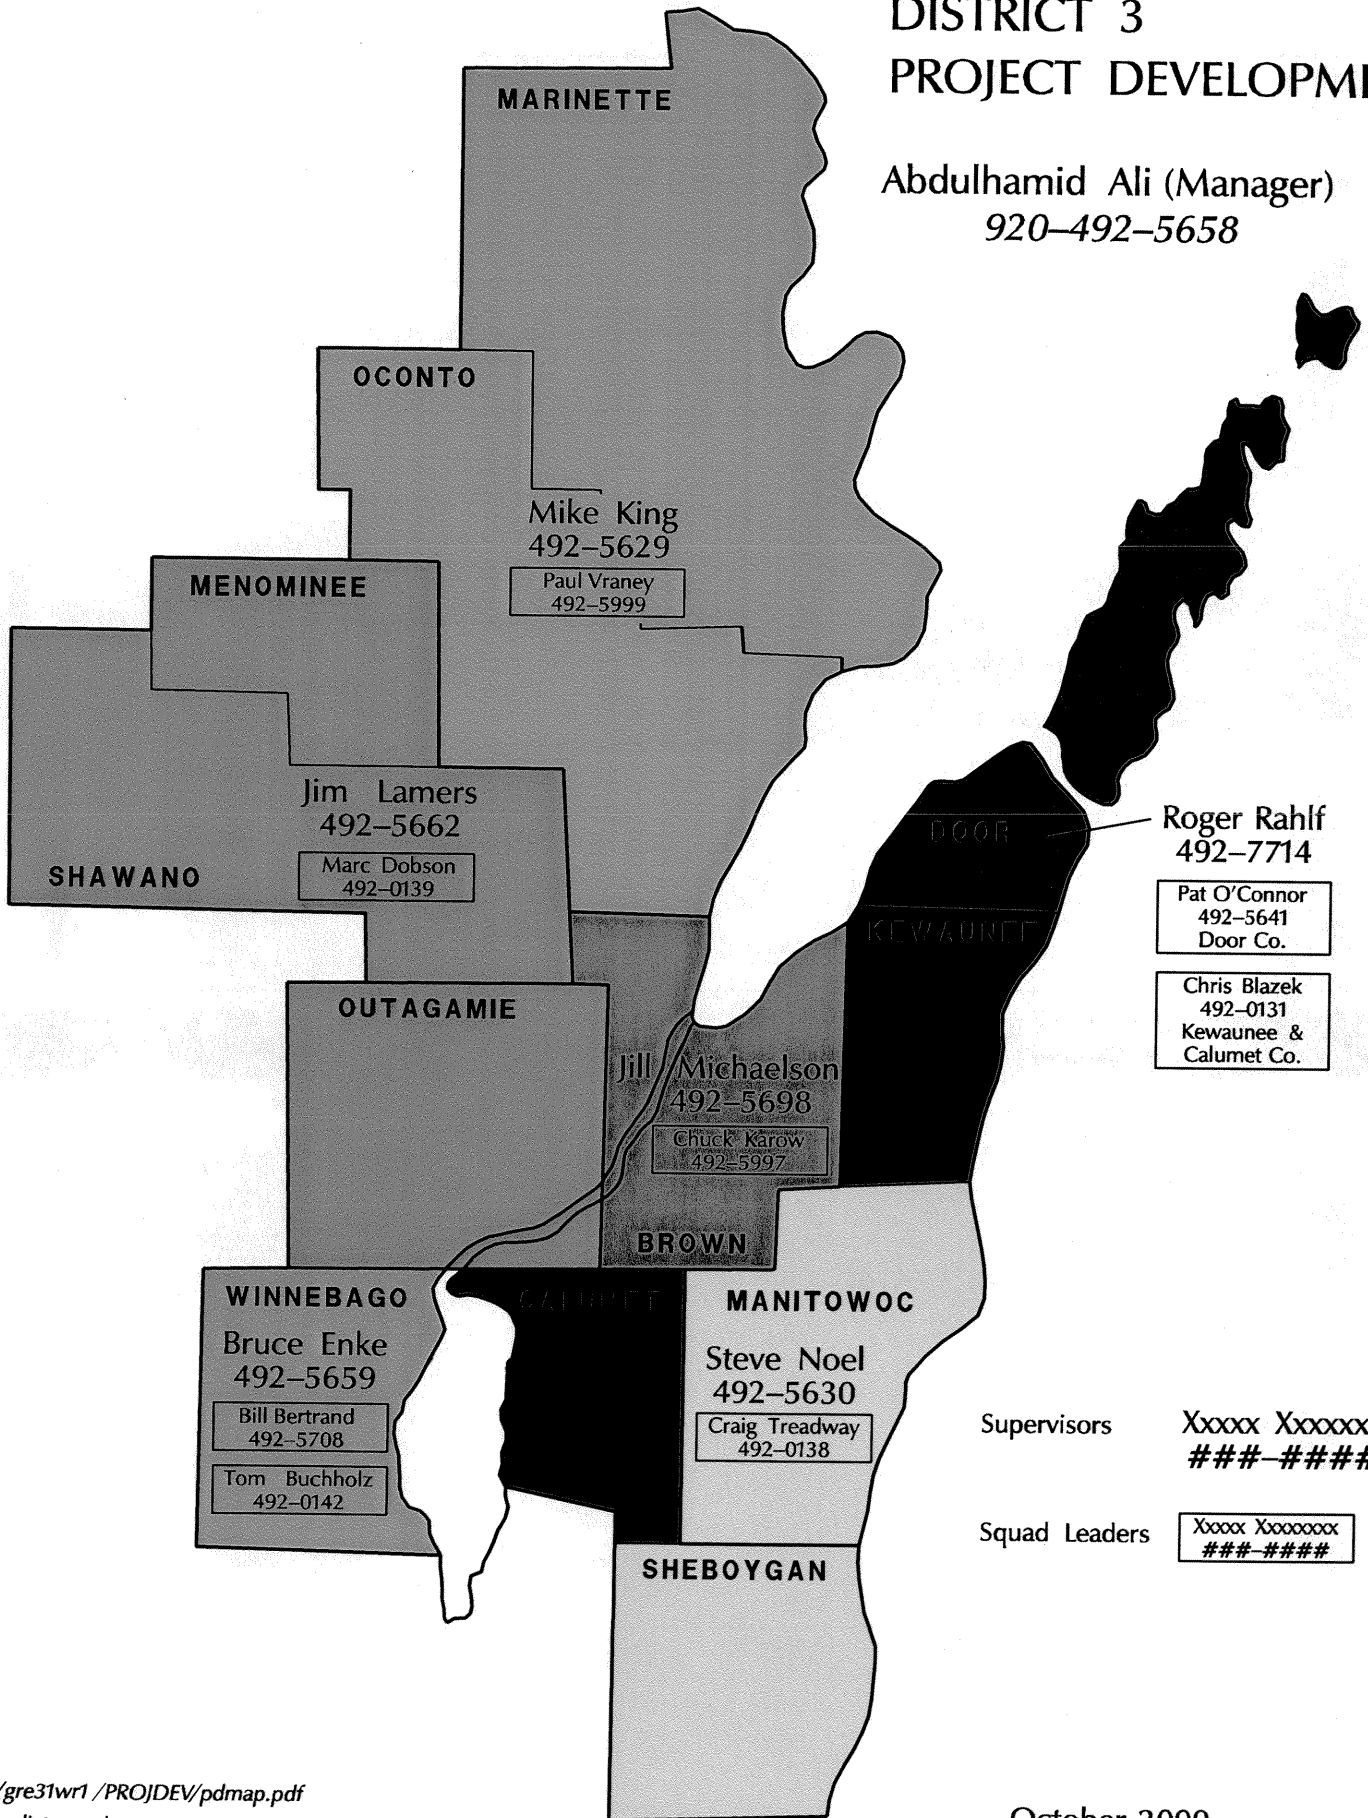 DISTRICT 3
PROJECT DEVELOPME
Abdulhamid Ali (Manager)
920–492–5658
MARINETTE
OCONTO
Mike King
492–5629
Paul Vraney
492–5999
MENOMINEE
Jim Lamers
492–5662
Marc Dobson
492–0139
SHAWANO
DOOR
Roger Rahlf
492–7714
Pat O'Connor
492–5641
Door Co.
Chris Blazek
492–0131
Kewaunee &
Calumet Co.
KEWAUNEE
OUTAGAMIE
Jill Michaelson
492–5698
Chuck Karow
492–5997
BROWN
WINNEBAGO
Bruce Enke
492–5659
Bill Bertrand
492–5708
Tom Buchholz
492–0142
CALUMET
MANITOWOC
Steve Noel
492–5630
Craig Treadway
492–0138
SHEBOYGAN
Supervisors Xxxxx Xxxxxx
###–####
Squad Leaders Xxxxx Xxxxxxxx
###–####
/gre31wr1 /PROJDEV/pdmap.pdf